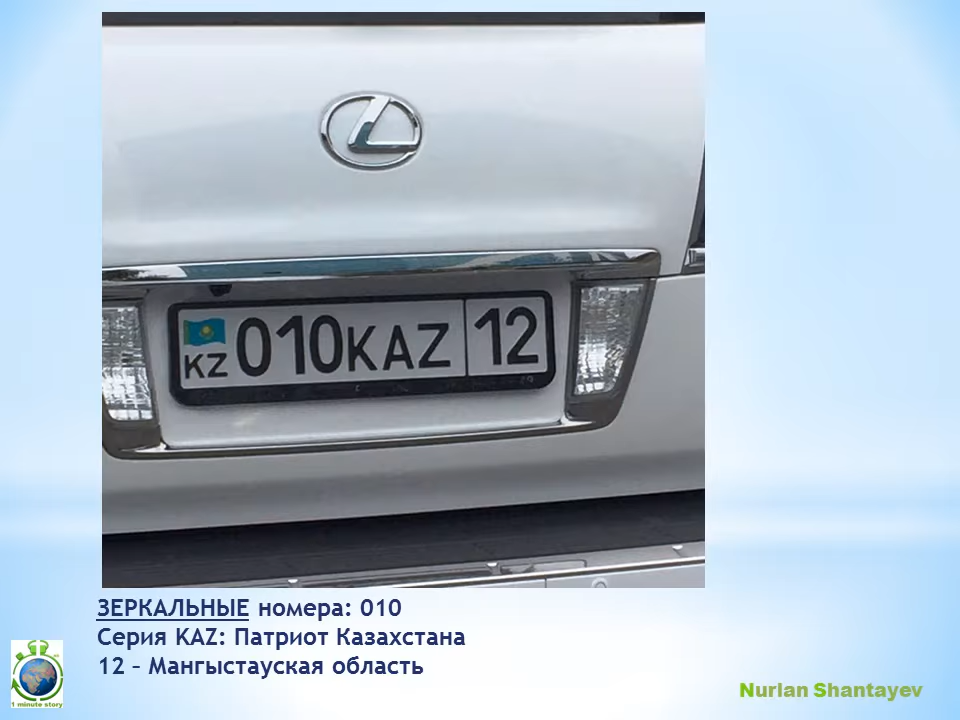 KZ 010KAZ 12
ЗЕРКАЛЬНЫЕ номера: 010
Серия KAZ: Патриот Казахстана
12 – Мангыстауская область
1 minute story
Nurlan Shantayev